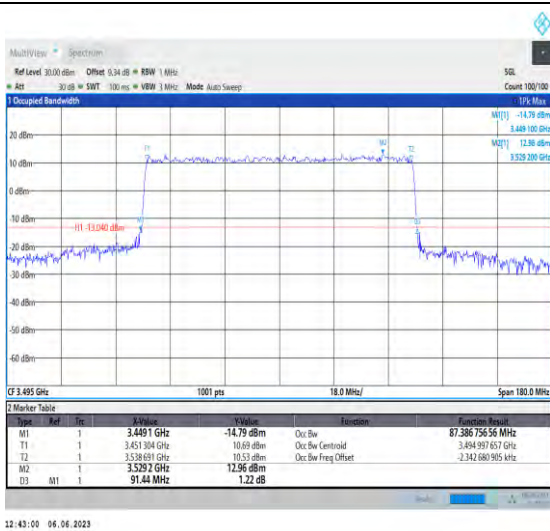 MultiView Spectrum
Ref Level 30.00 dBm Offset 9.34 dB RBW 1 MHz SGL
Att 30 dB SWT 100 ms VBW 3 MHz Mode Auto Sweep Count 100/100
1 Occupied Bandwidth 1Pk Max
M1[1] -14.79 dBm
3.449 100 GHz
M2[1] 12.96 dBm
3.529 200 GHz
20 dBm
T1 M2 T2
10 dBm
0 dBm
-10 dBm
H1 -13.040 dBm
-20 dBm
-30 dBm
-40 dBm
-50 dBm
-60 dBm
CF 3.495 GHz 1001 pts 18.0 MHz/ Span 180.0 MHz
2 Marker Table
Type Ref Trc X-Value Y-Value Function Function Result
M1 1 3.4491 GHz -14.79 dBm Occ Bw 87.386 756 56 MHz
T1 1 3.451 304 GHz 10.69 dBm Occ Bw Centroid 3.494 997 657 GHz
T2 1 3.538 691 GHz 10.53 dBm Occ Bw Freq Offset -2.342 680 905 kHz
M2 1 3.5292 GHz 12.96 dBm
D3 M1 1 91.44 MHz 1.22 dB
12:43:00 06.06.2023